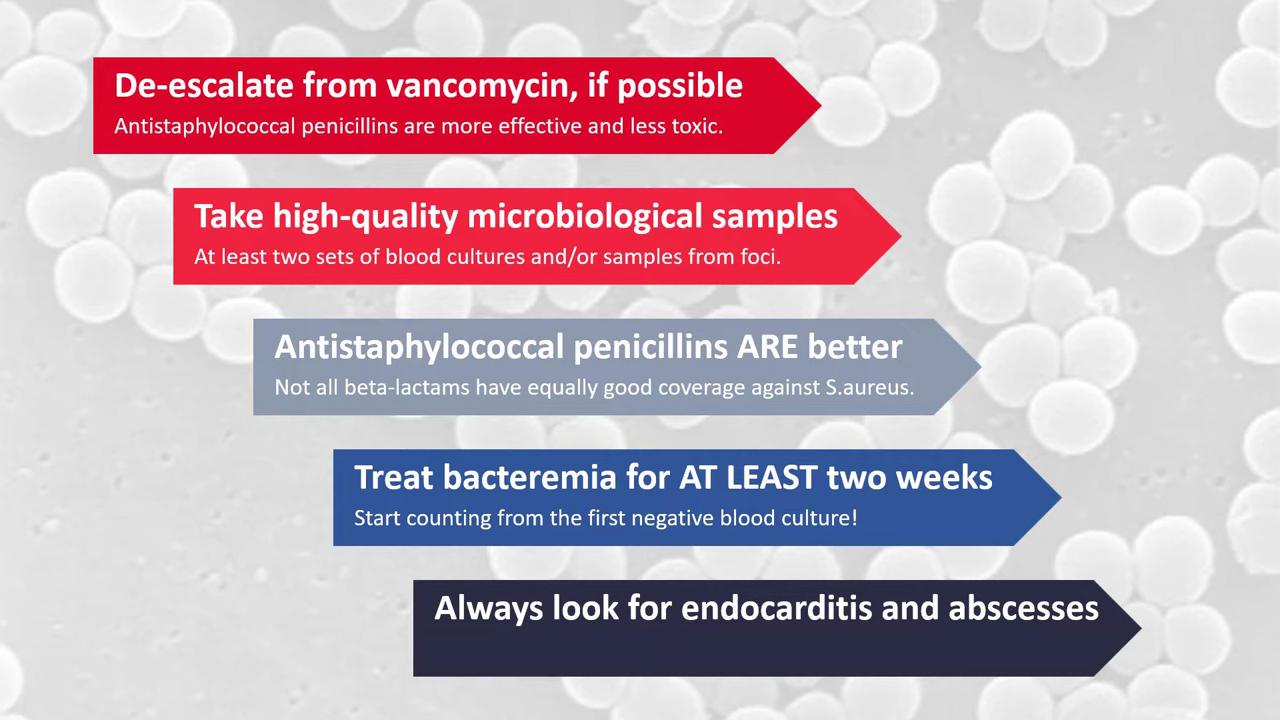 De-escalate from vancomycin, if possible
Antistaphylococcal penicillins are more effective and less toxic.
Take high-quality microbiological samples
At least two sets of blood cultures and/or samples from foci.
Antistaphylococcal penicillins ARE better
Not all beta-lactams have equally good coverage against S.aureus.
Treat bacteremia for AT LEAST two weeks
Start counting from the first negative blood culture!
Always look for endocarditis and abscesses